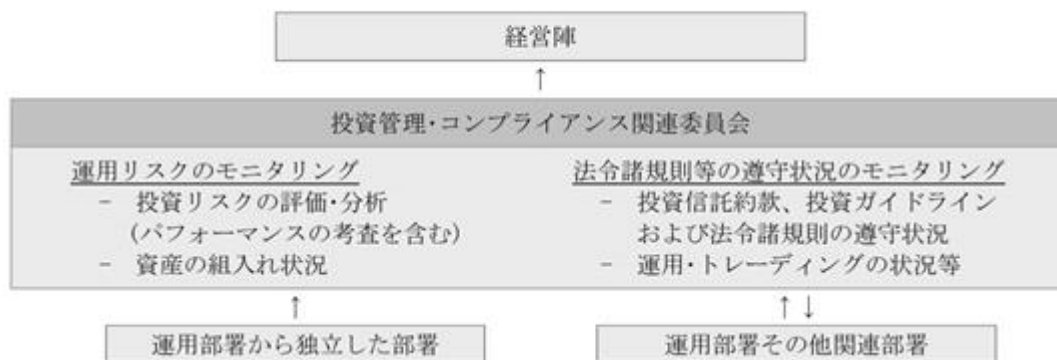 経営陣
↑
投資管理・コンプライアンス関連委員会
運用リスクのモニタリング
- 投資リスクの評価・分析
(パフォーマンスの考査を含む)
- 資産の組入れ状況
法令諸規則等の遵守状況のモニタリング
- 投資信託約款、投資ガイドライン
および法令諸規則の遵守状況
- 運用・トレーディングの状況等
↑
↑↓
運用部署から独立した部署
運用部署その他関連部署